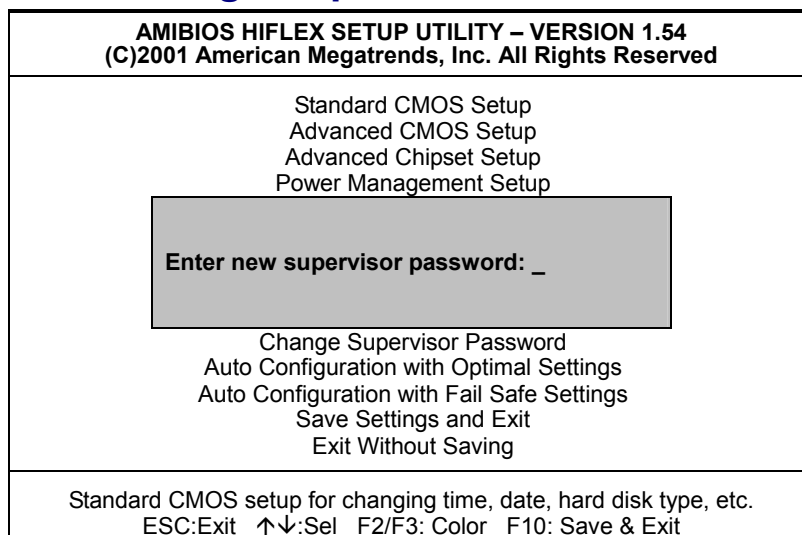 AMIBIOS HIFLEX SETUP UTILITY – VERSION 1.54
(C)2001 American Megatrends, Inc. All Rights Reserved
Standard CMOS Setup
Advanced CMOS Setup
Advanced Chipset Setup
Power Management Setup
Enter new supervisor password: _
Change Supervisor Password
Auto Configuration with Optimal Settings
Auto Configuration with Fail Safe Settings
Save Settings and Exit
Exit Without Saving
Standard CMOS setup for changing time, date, hard disk type, etc.
ESC:Exit ↑↓:Sel F2/F3: Color F10: Save & Exit